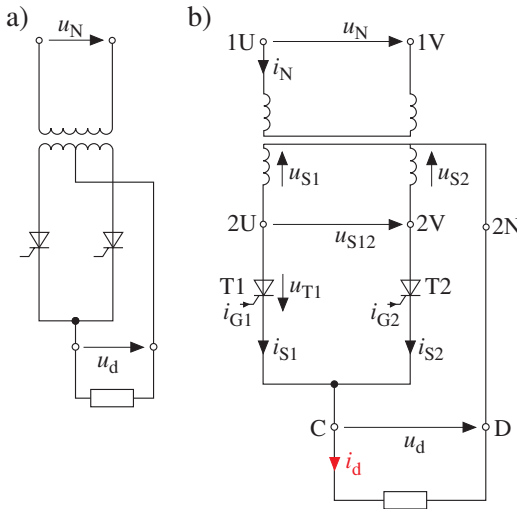 a)
u_N
u_d
b)
1U u_N 1V
i_N
u_S1 u_S2
2U u_S12 2V 2N
T1 u_T1 T2
i_G1 i_G2
i_S1 i_S2
C u_d D
i_d